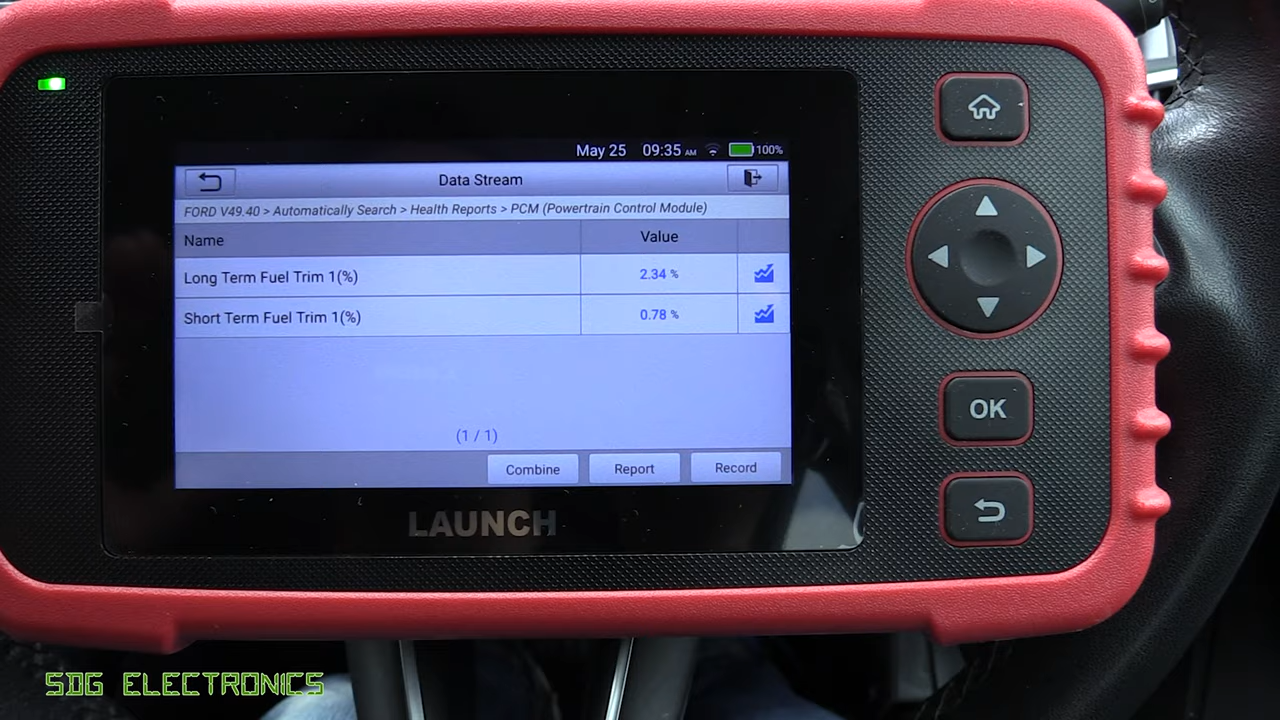 May 25 09:35 AM 100%
Data Stream
FORD V49.40 > Automatically Search > Health Reports > PCM (Powertrain Control Module)
Name Value
Long Term Fuel Trim 1(%) 2.34 %
Short Term Fuel Trim 1(%) 0.78 %
(1 / 1)
Combine Report Record
LAUNCH
OK
SDG ELECTRONICS